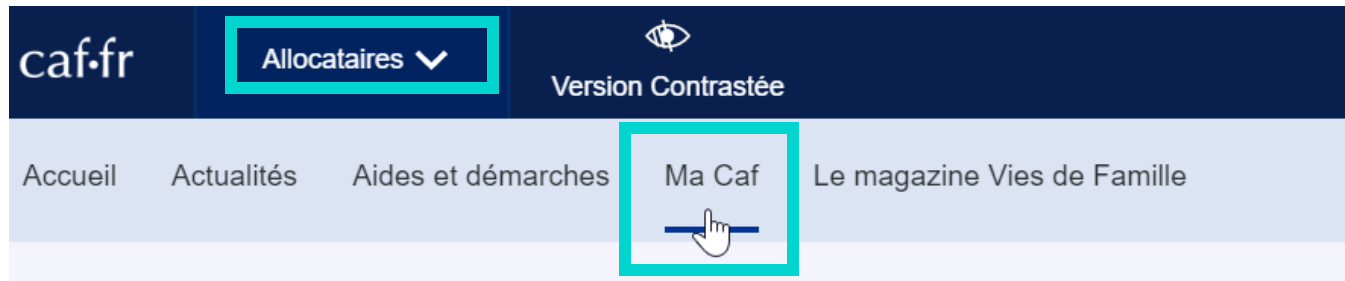 caf·fr
Allocataires
Version Contrastée
Accueil Actualités Aides et démarches Ma Caf Le magazine Vies de Famille